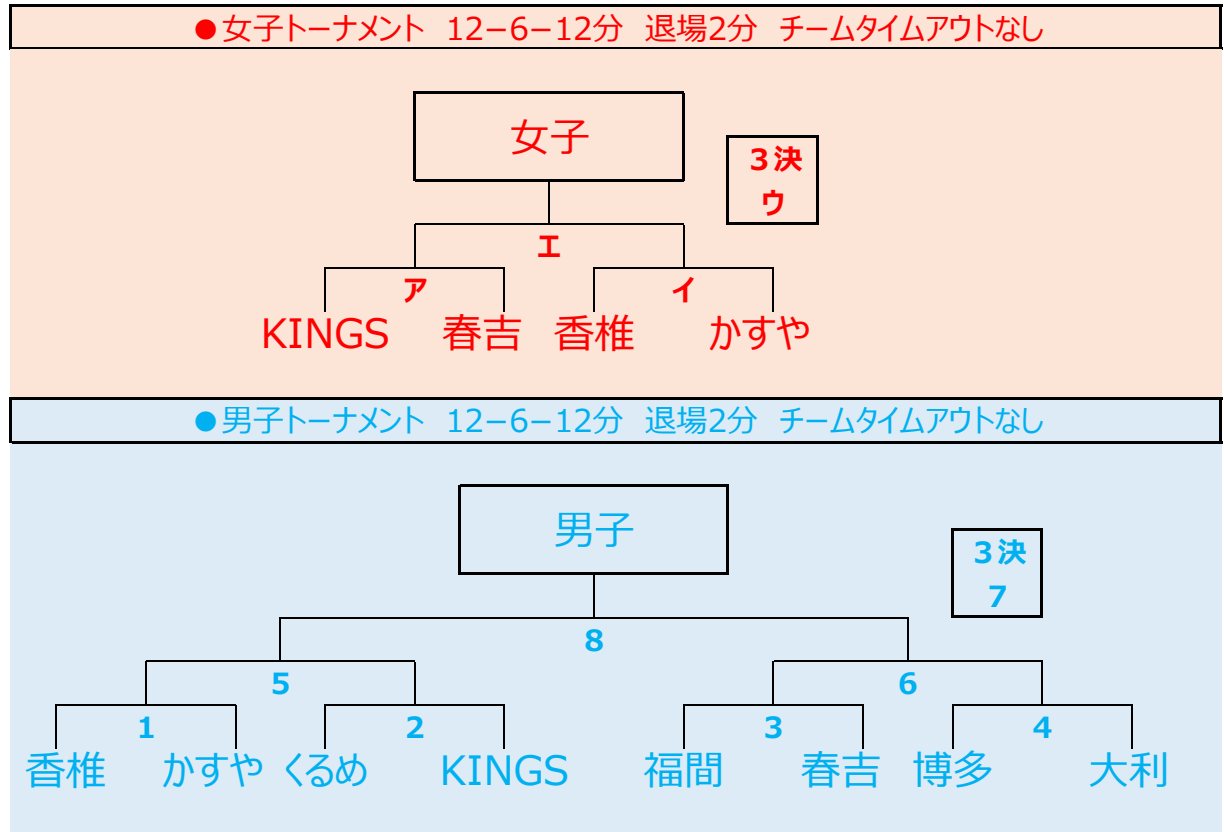 ●女子トーナメント 12−6−12分 退場2分 チームタイムアウトなし
女子
3決
ウ
エ
ア イ
KINGS 春吉 香椎 かすや
●男子トーナメント 12−6−12分 退場2分 チームタイムアウトなし
男子
3決
7
8
5 6
1 2 3 4
香椎 かすや くるめ KINGS 福間 春吉 博多 大利